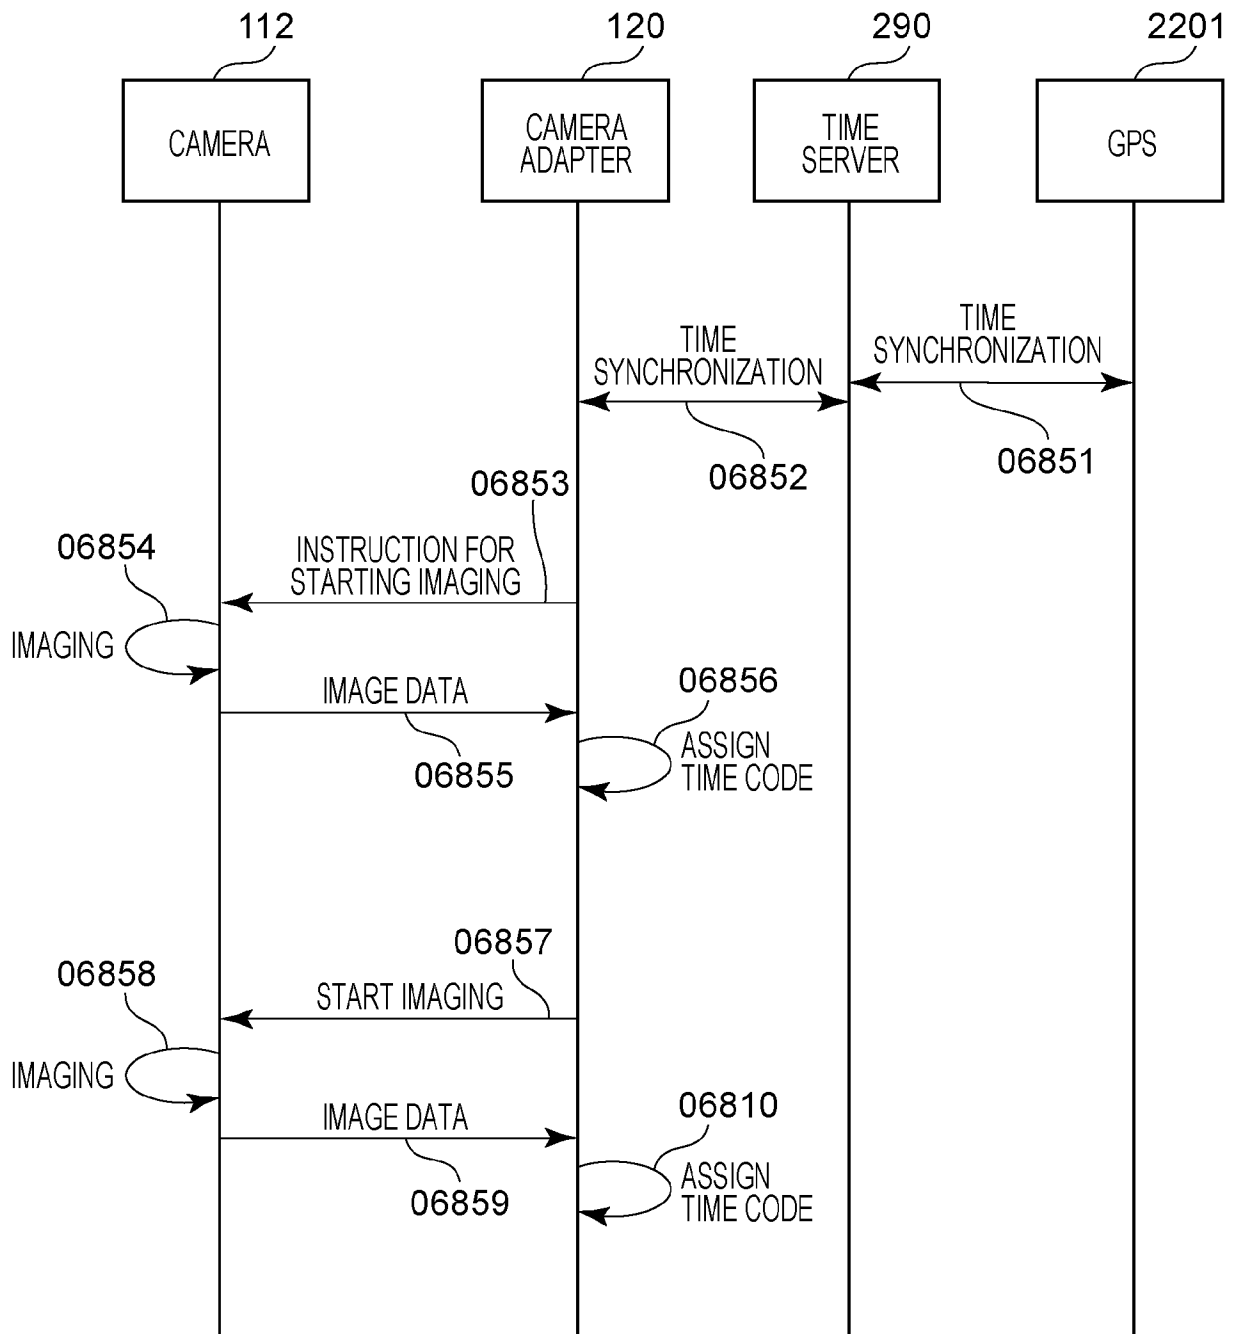 112
120
290
2201
CAMERA
CAMERA
ADAPTER
TIME
SERVER
GPS
TIME
SYNCHRONIZATION
TIME
SYNCHRONIZATION
06851
06852
06853
INSTRUCTION FOR
STARTING IMAGING
06854
IMAGING
IMAGE DATA
06855
06856
ASSIGN
TIME CODE
06857
START IMAGING
06858
IMAGING
IMAGE DATA
06859
06810
ASSIGN
TIME CODE